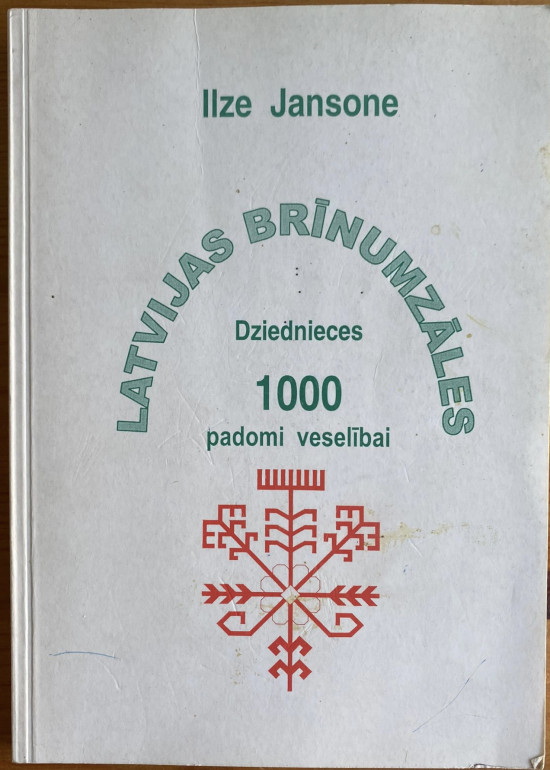 Ilze Jansone
LATVIJAS BRĪNUMZĀLES
Dziednieces
1000
padomi veselībai